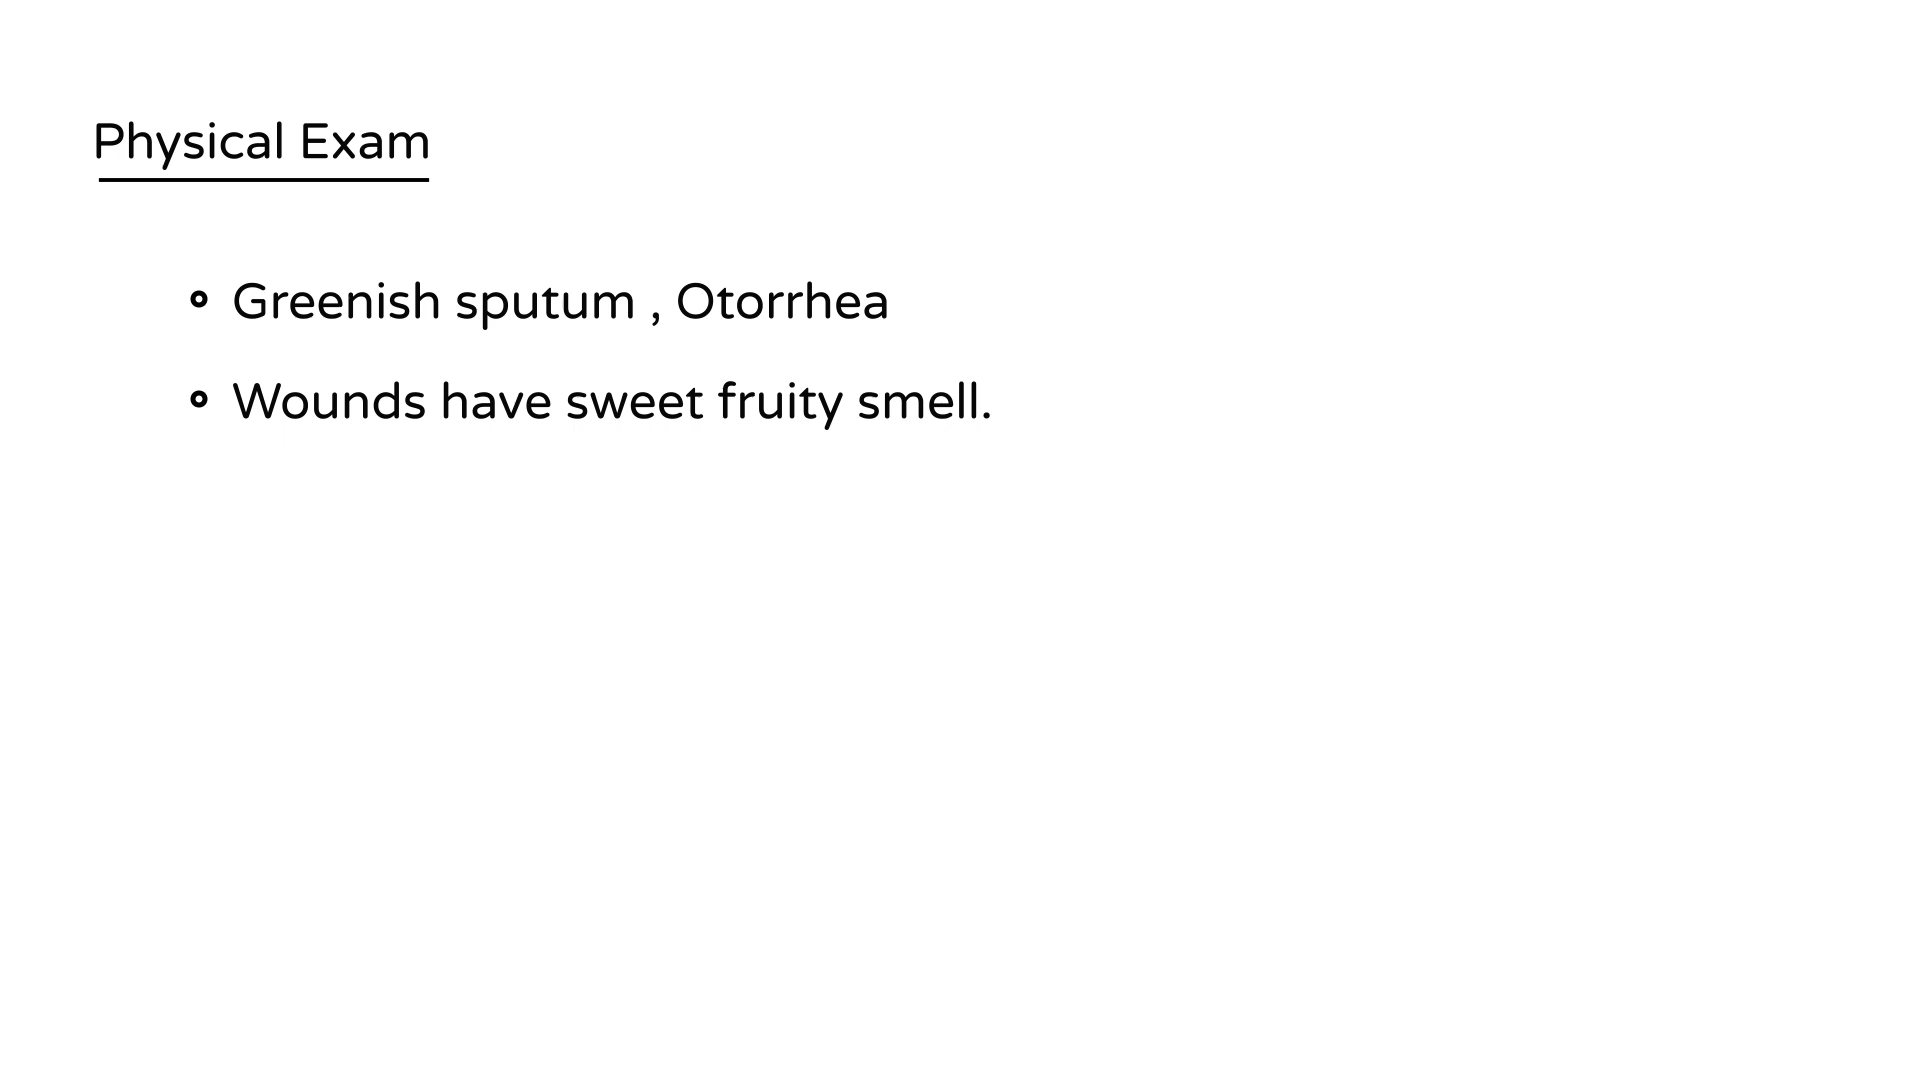 Physical Exam
Greenish sputum , Otorrhea
Wounds have sweet fruity smell.